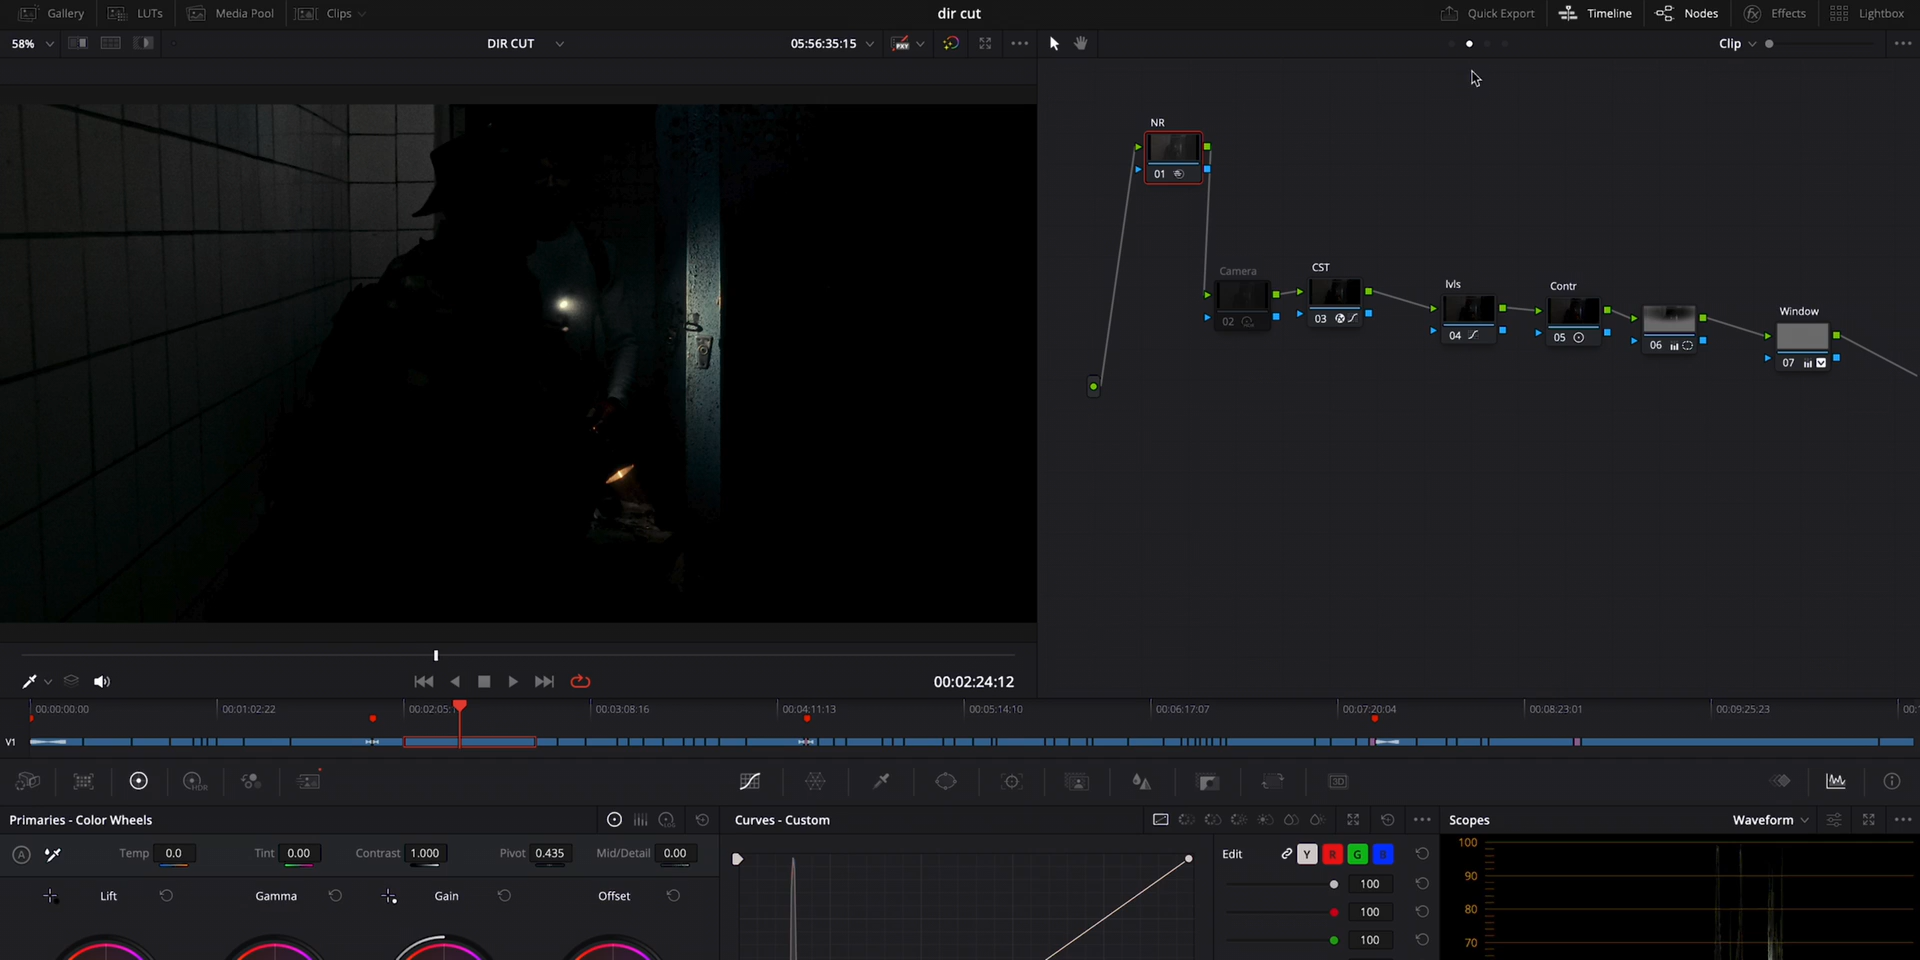 Gallery LUTs Media Pool Clips dir cut Quick Export Timeline Nodes Effects Lightbox
58% DIR CUT 05:56:35:15 Clip
NR
01
Camera
02
CST
03
lvls
04
Contr
05
06
Window
07
00:02:24:12
00:00:00:00 00:01:02:22 00:02:05: 00:03:08:16 00:04:11:13 00:05:14:10 00:06:17:07 00:07:20:04 00:08:23:01 00:09:25:23
V1
HDR 3D
Primaries - Color Wheels Curves - Custom Scopes Waveform
A Temp 0.0 Tint 0.00 Contrast 1.000 Pivot 0.435 Mid/Detail 0.00 Edit Y R G B
Lift Gamma Gain Offset
100
100
100
100
90
80
70